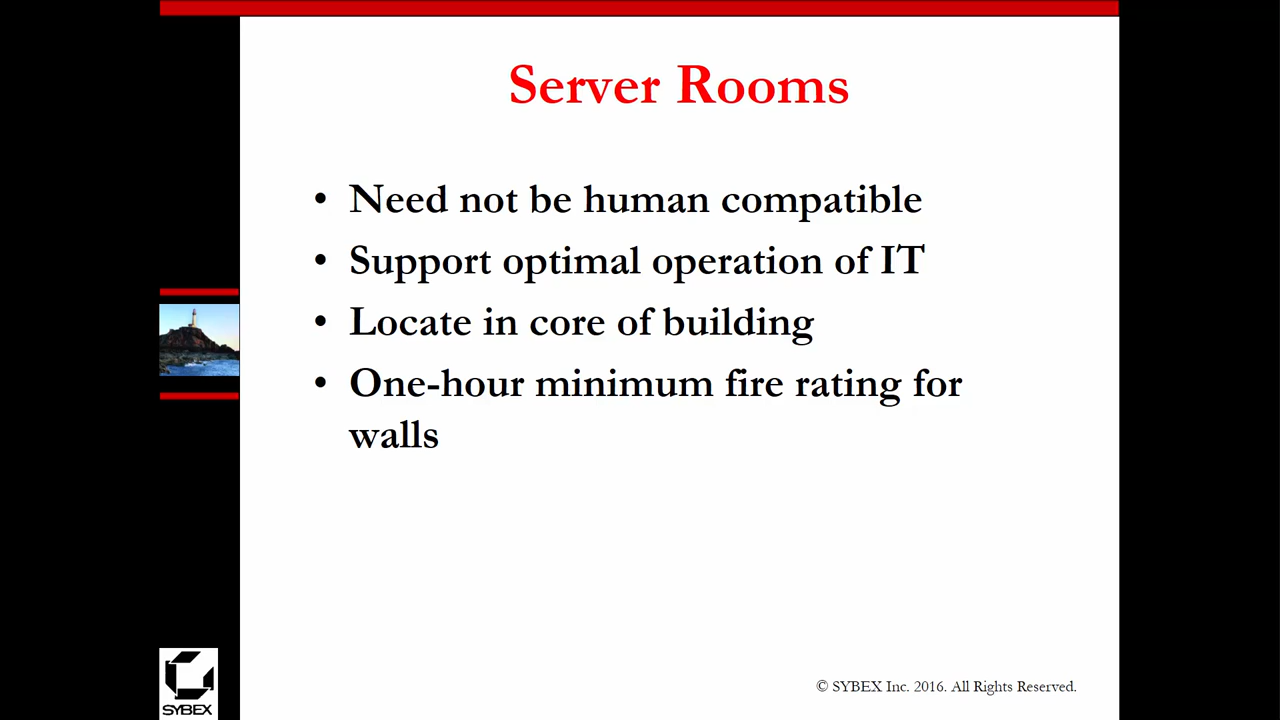 Server Rooms
• Need not be human compatible
• Support optimal operation of IT
• Locate in core of building
• One-hour minimum fire rating for
walls
© SYBEX Inc. 2016. All Rights Reserved.
SYBEX